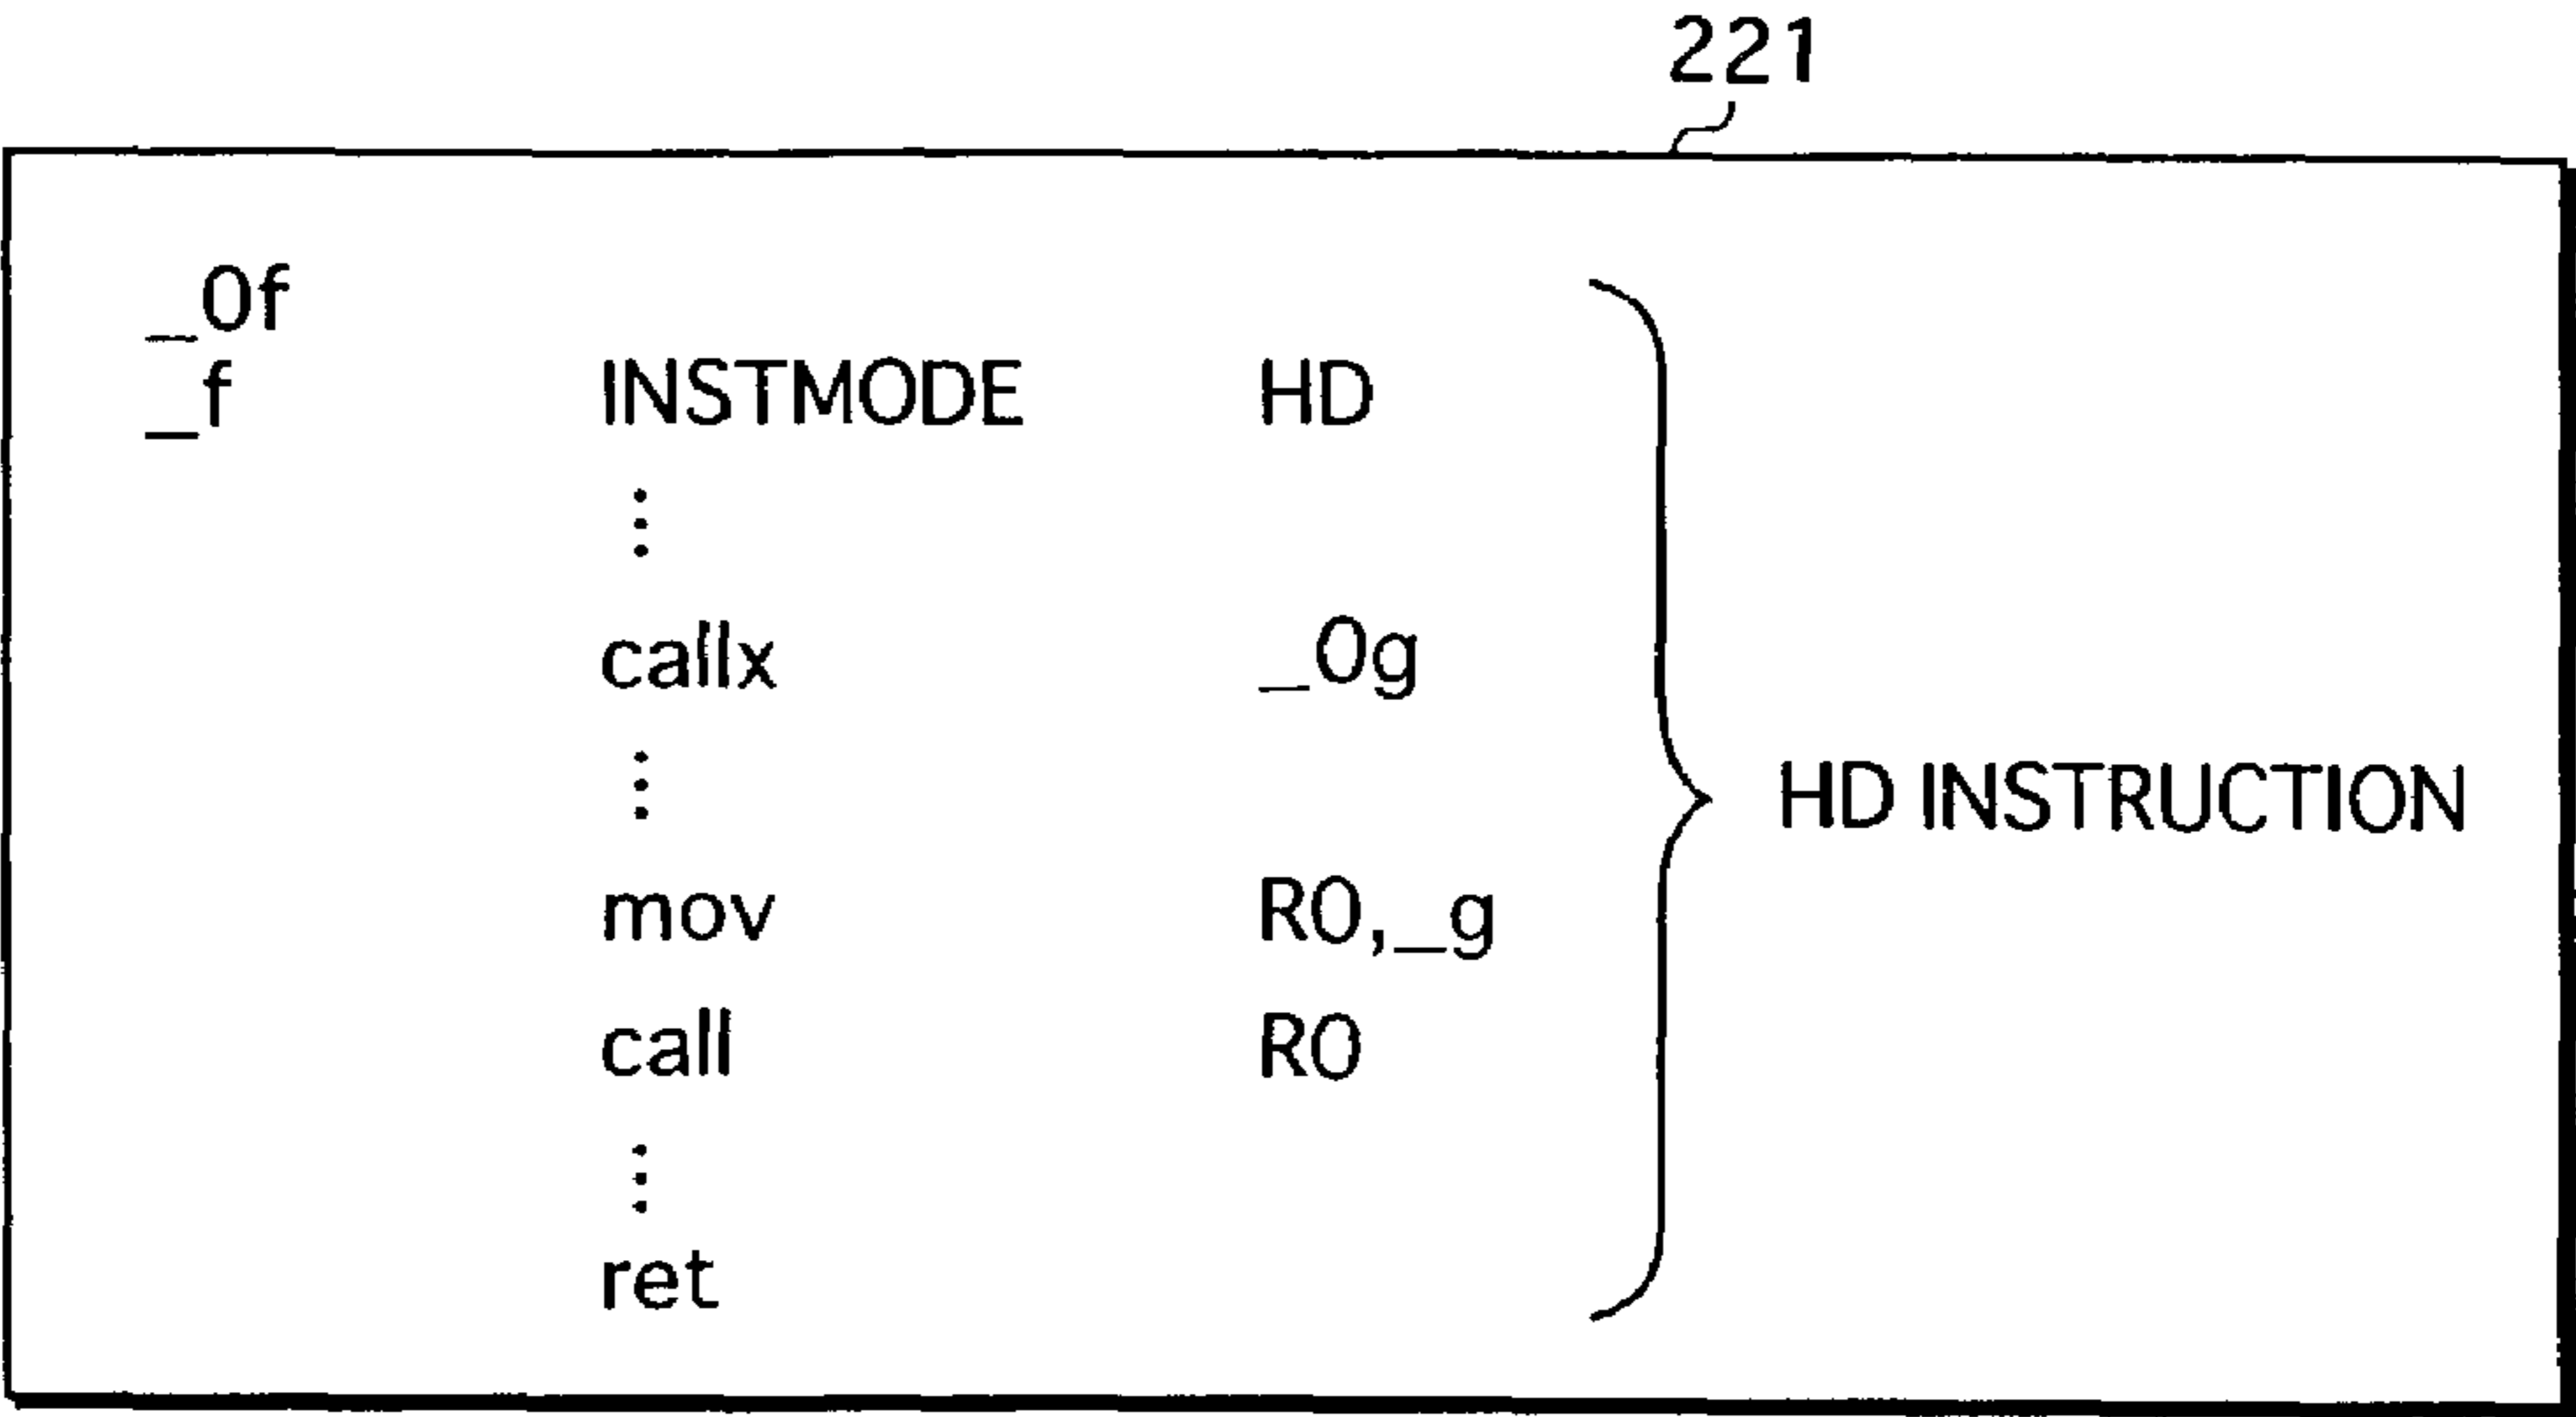 221
_0f
_f INSTMODE HD
⋮
callx _0g
⋮
HD INSTRUCTION
mov R0,_g
call R0
⋮
ret